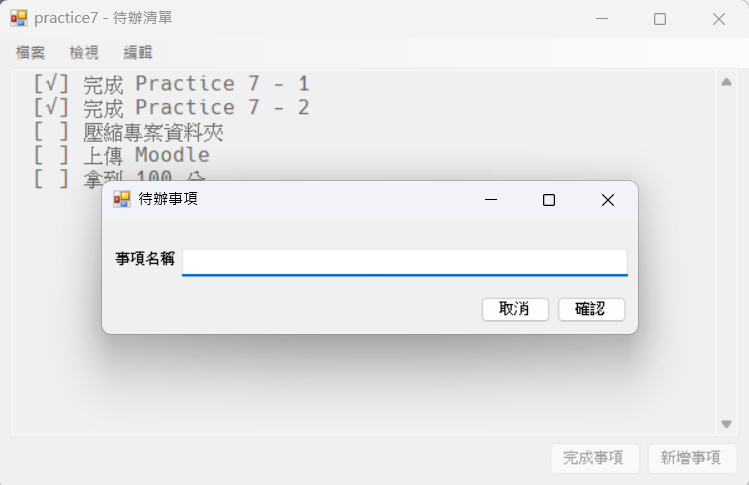 practice7 - 待辦清單
檔案 檢視 編輯
[√] 完成 Practice 7 - 1
[√] 完成 Practice 7 - 2
[ ] 壓縮專案資料夾
[ ] 上傳 Moodle
[ ] 拿到 100 分
待辦事項
事項名稱
取消 確認
完成事項 新增事項